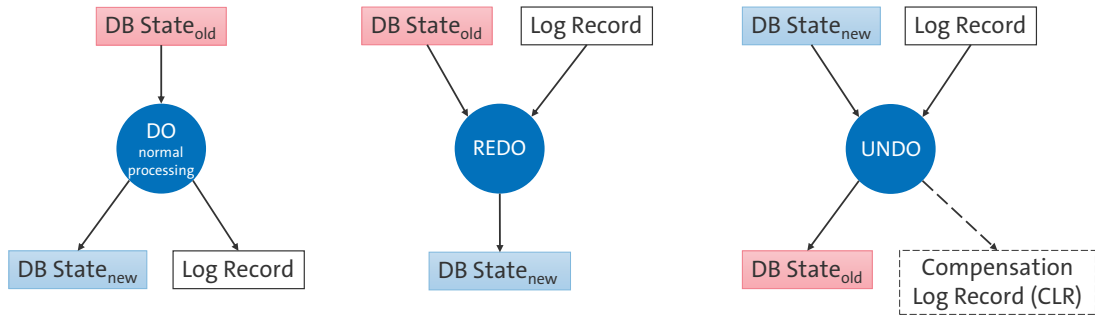 DB State_old
DO
normal
processing
DB State_new
Log Record
DB State_old
Log Record
REDO
DB State_new
DB State_new
Log Record
UNDO
DB State_old
Compensation
Log Record (CLR)